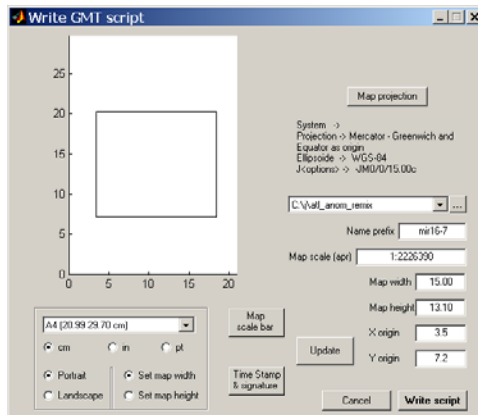 Write GMT script
25
20
15
10
5
0
0 5 10 15 20
Map projection
System ->
Projection -> Mercator - Greenwich and
Equator as origin
Ellipsoide -> WGS-84
J<options> -> -JM0/0/15.00c
C:\j\atl_anom_remix
...
Name prefix mir16-7
Map scale (apr) 1:2226390
Map width 15.00
Map height 13.10
X origin 3.5
Y origin 7.2
Update
A4 (20.99 29.70 cm)
cm in pt
Portrait Set map width
Landscape Set map height
Map
scale bar
Time Stamp
& signature
Cancel Write script